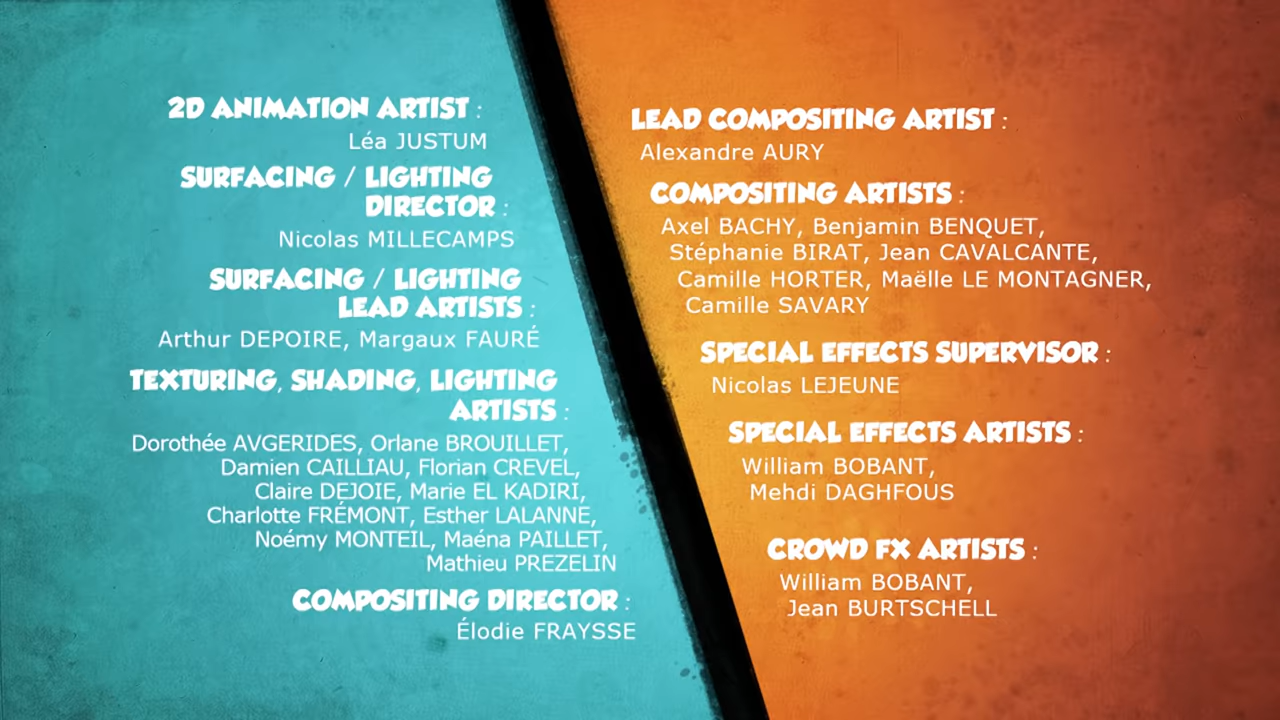 2D ANIMATION ARTIST :
Léa JUSTUM
SURFACING / LIGHTING
DIRECTOR :
Nicolas MILLECAMPS
SURFACING / LIGHTING
LEAD ARTISTS :
Arthur DEPOIRE, Margaux FAURÉ
TEXTURING, SHADING, LIGHTING
ARTISTS :
Dorothée AVGERIDES, Orlane BROUILLET,
Damien CAILLIAU, Florian CREVEL,
Claire DEJOIE, Marie EL KADIRI,
Charlotte FRÉMONT, Esther LALANNE,
Noémy MONTEIL, Maéna PAILLET,
Mathieu PREZELIN
COMPOSITING DIRECTOR :
Élodie FRAYSSE
LEAD COMPOSITING ARTIST :
Alexandre AURY
COMPOSITING ARTISTS :
Axel BACHY, Benjamin BENQUET,
Stéphanie BIRAT, Jean CAVALCANTE,
Camille HORTER, Maëlle LE MONTAGNER,
Camille SAVARY
SPECIAL EFFECTS SUPERVISOR :
Nicolas LEJEUNE
SPECIAL EFFECTS ARTISTS :
William BOBANT,
Mehdi DAGHFOUS
CROWD FX ARTISTS :
William BOBANT,
Jean BURTSCHELL